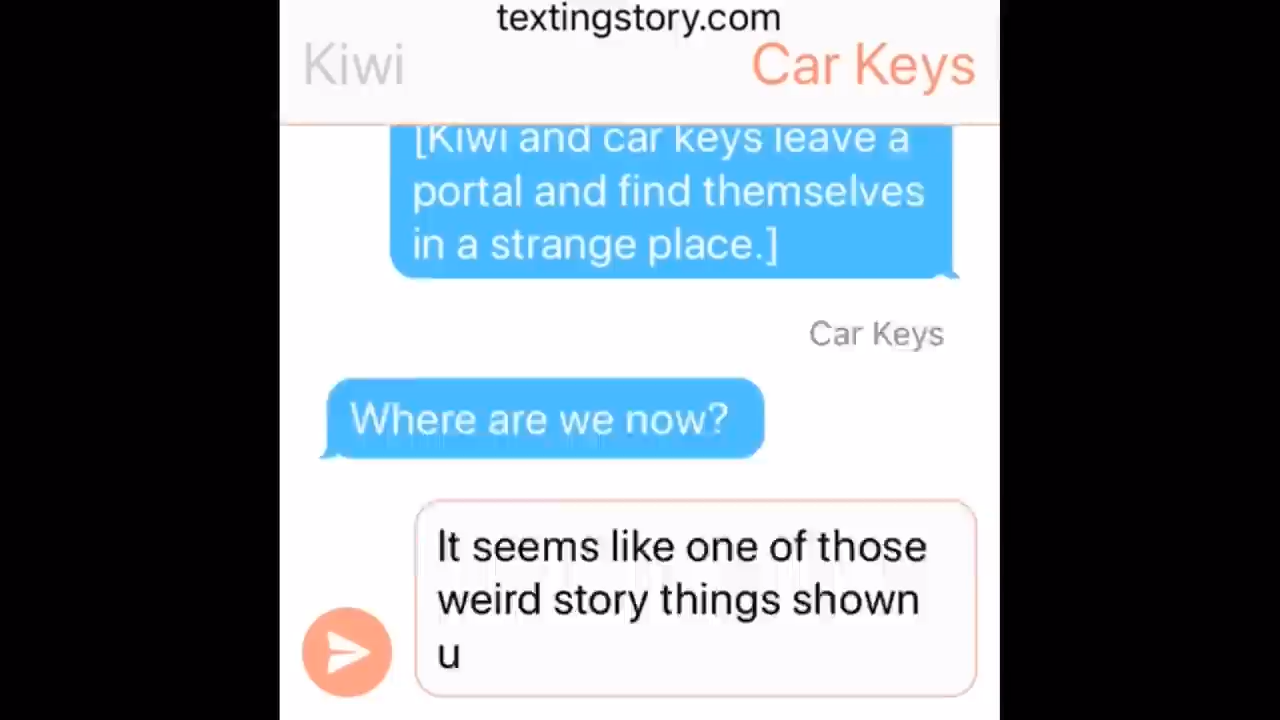 textingstory.com
Kiwi
Car Keys
[Kiwi and car keys leave a
portal and find themselves
in a strange place.]
Car Keys
Where are we now?
It seems like one of those
weird story things shown
u